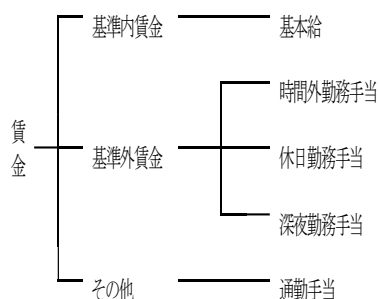 賃金
基準内賃金
基本給
時間外勤務手当
基準外賃金
休日勤務手当
深夜勤務手当
その他
通勤手当